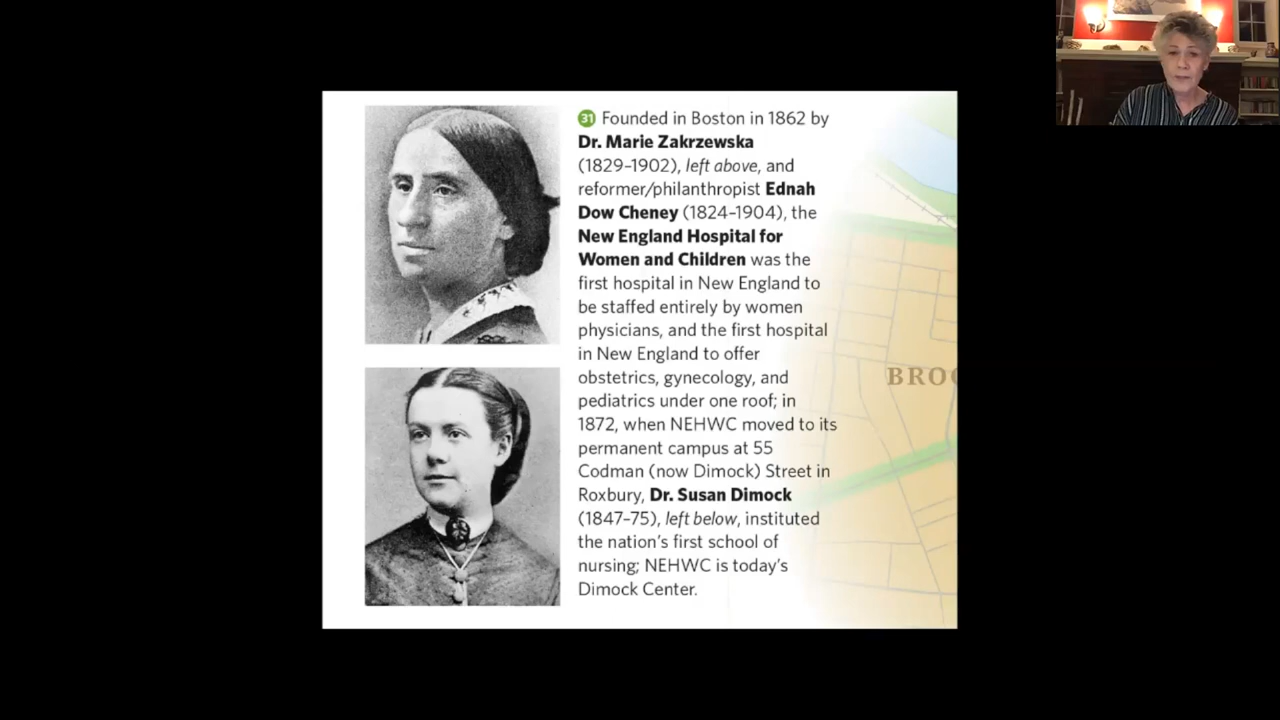 31 Founded in Boston in 1862 by
Dr. Marie Zakrzewska
(1829–1902), left above, and
reformer/philanthropist Ednah
Dow Cheney (1824–1904), the
New England Hospital for
Women and Children was the
first hospital in New England to
be staffed entirely by women
physicians, and the first hospital
in New England to offer
obstetrics, gynecology, and
pediatrics under one roof; in
1872, when NEHWC moved to its
permanent campus at 55
Codman (now Dimock) Street in
Roxbury, Dr. Susan Dimock
(1847–75), left below, instituted
the nation's first school of
nursing; NEHWC is today's
Dimock Center.
BROO